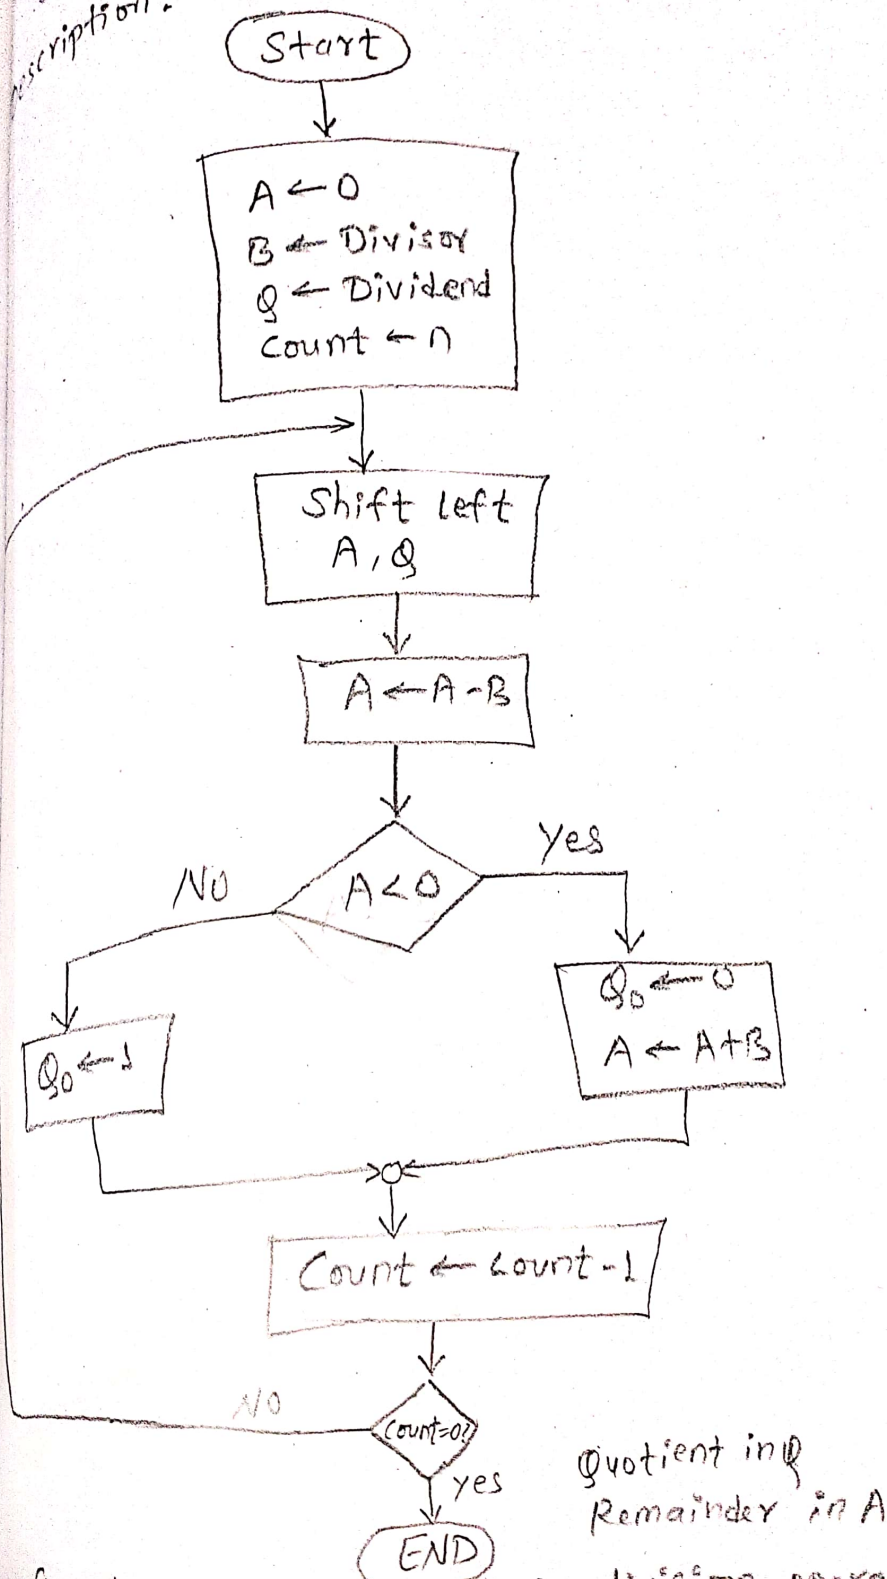 Start
A ← 0
B ← Divisor
Q ← Dividend
Count ← n
Shift left
A, Q
A ← A-B
A<0
Yes
NO
Q₀ ← 0
A ← A+B
Q₀ ← 1
Count ← Count-1
Count=0?
NO
yes
END
Quotient in Q
Remainder in A